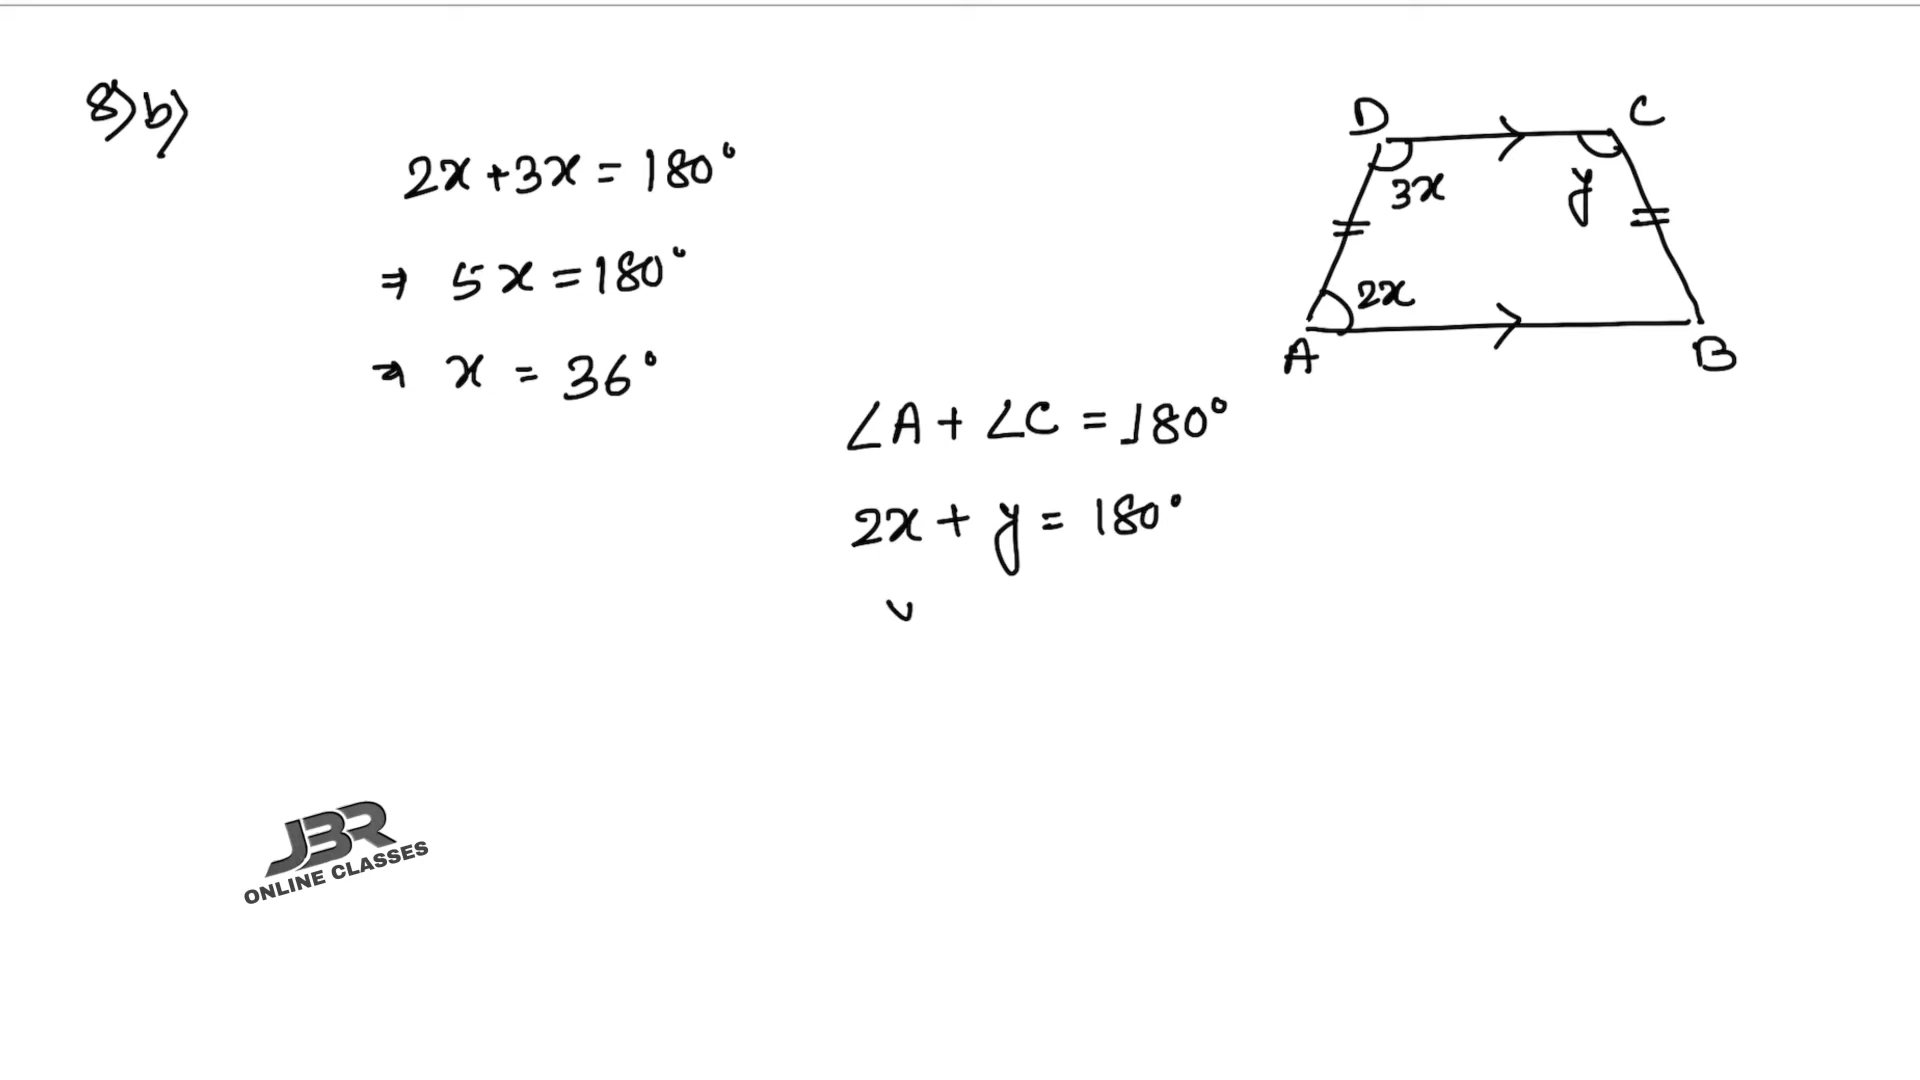 8) b)
2x + 3x = 180°
⇒ 5x = 180°
⇒ x = 36°
D
C
3x
y
2x
A
B
∠A + ∠C = 180°
2x + y = 180°
JBR
ONLINE CLASSES